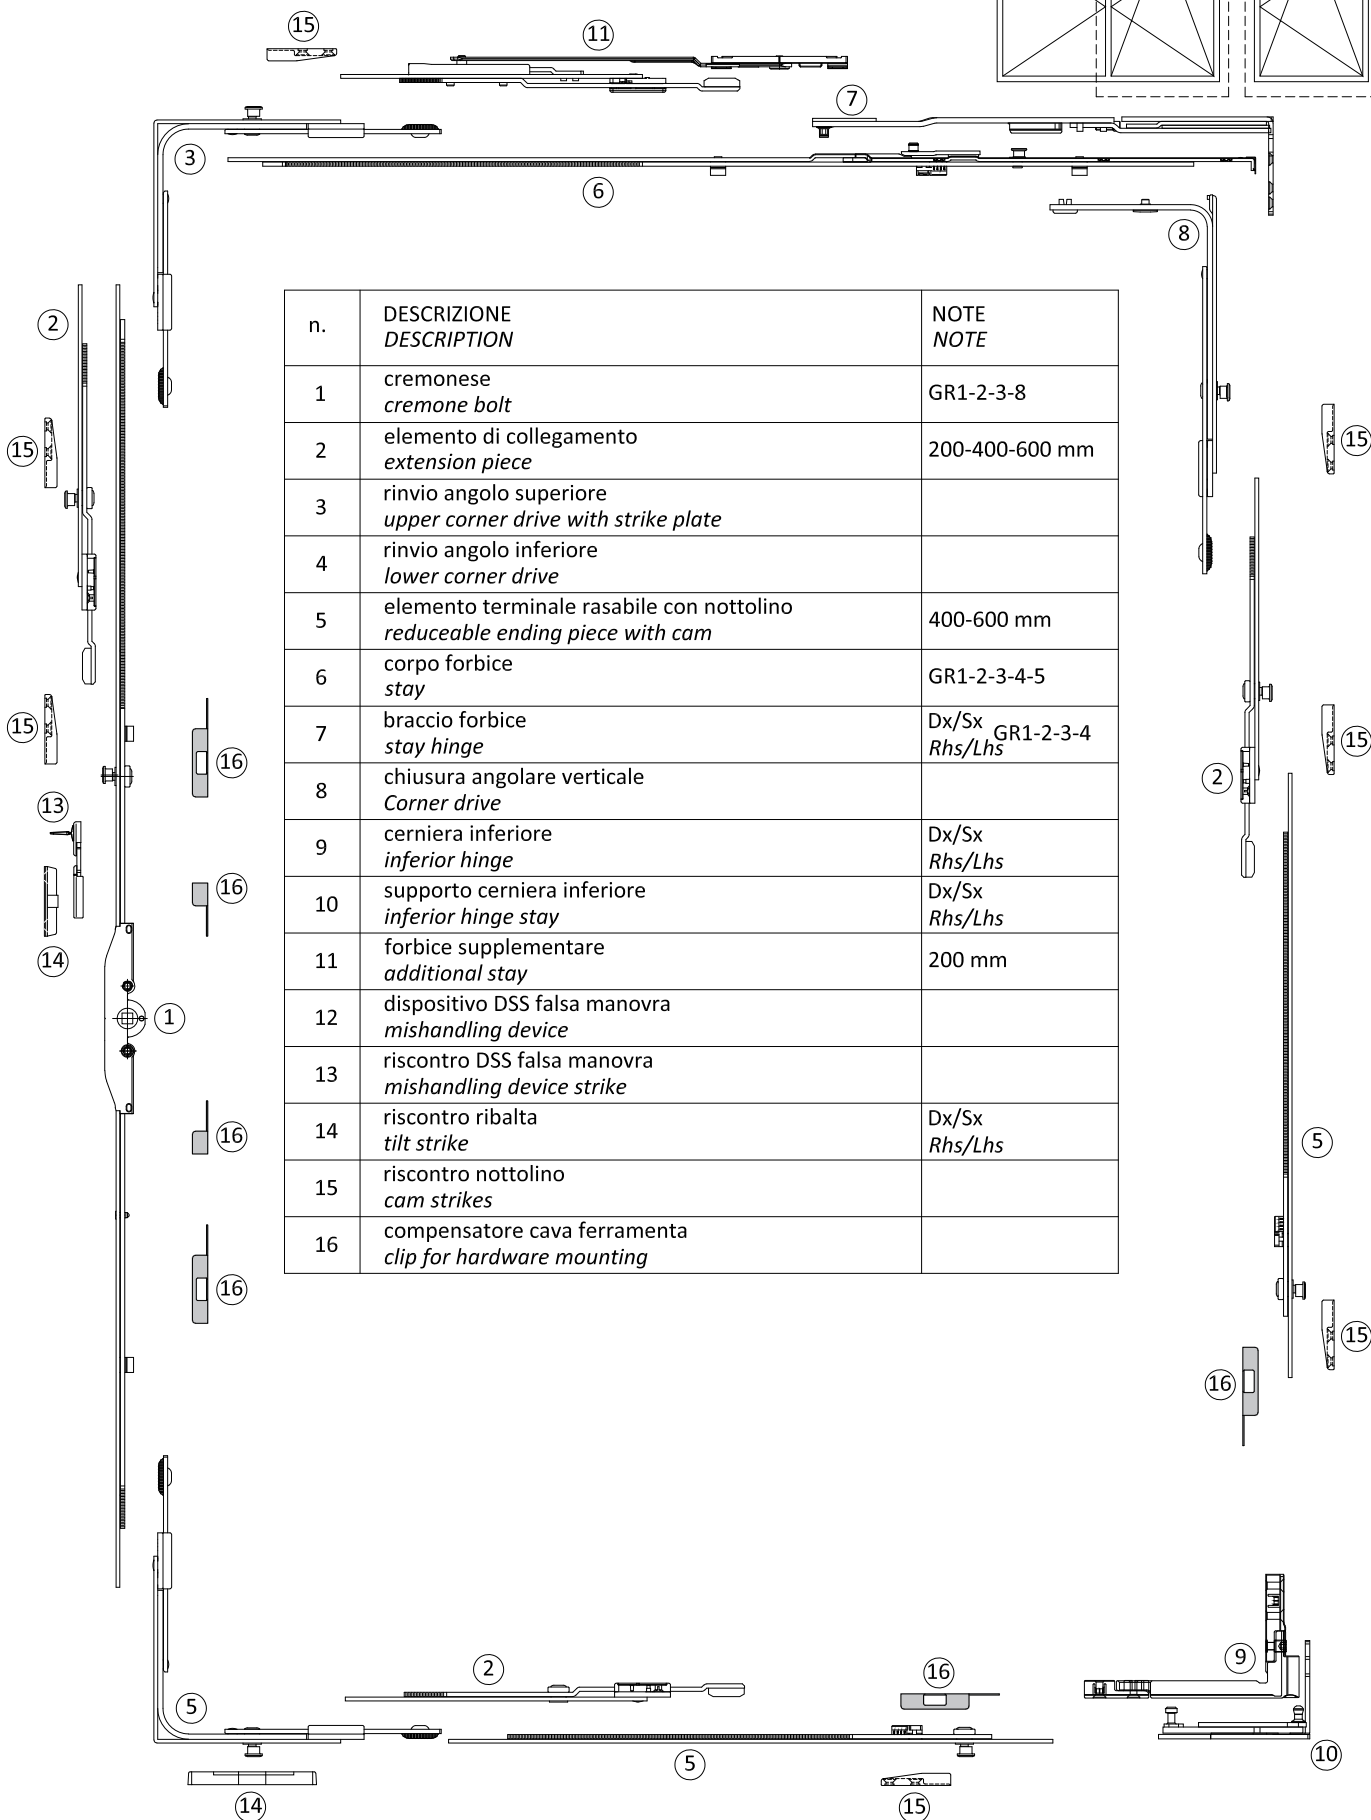 15
11
7
3
6
8
2
n.
DESCRIZIONE
DESCRIPTION
NOTE
NOTE
1
cremonese
cremone bolt
GR1-2-3-8
2
elemento di collegamento
extension piece
200-400-600 mm
3
rinvio angolo superiore
upper corner drive with strike plate
4
rinvio angolo inferiore
lower corner drive
5
elemento terminale rasabile con nottolino
reduceable ending piece with cam
400-600 mm
6
corpo forbice
stay
GR1-2-3-4-5
7
braccio forbice
stay hinge
Dx/Sx
Rhs/Lhs
GR1-2-3-4
8
chiusura angolare verticale
Corner drive
9
cerniera inferiore
inferior hinge
Dx/Sx
Rhs/Lhs
10
supporto cerniera inferiore
inferior hinge stay
Dx/Sx
Rhs/Lhs
11
forbice supplementare
additional stay
200 mm
12
dispositivo DSS falsa manovra
mishandling device
13
riscontro DSS falsa manovra
mishandling device strike
14
riscontro ribalta
tilt strike
Dx/Sx
Rhs/Lhs
15
riscontro nottolino
cam strikes
16
compensatore cava ferramenta
clip for hardware mounting
15
15
15
15
16
2
13
16
14
1
16
5
16
15
16
2
16
9
5
5
10
14
15